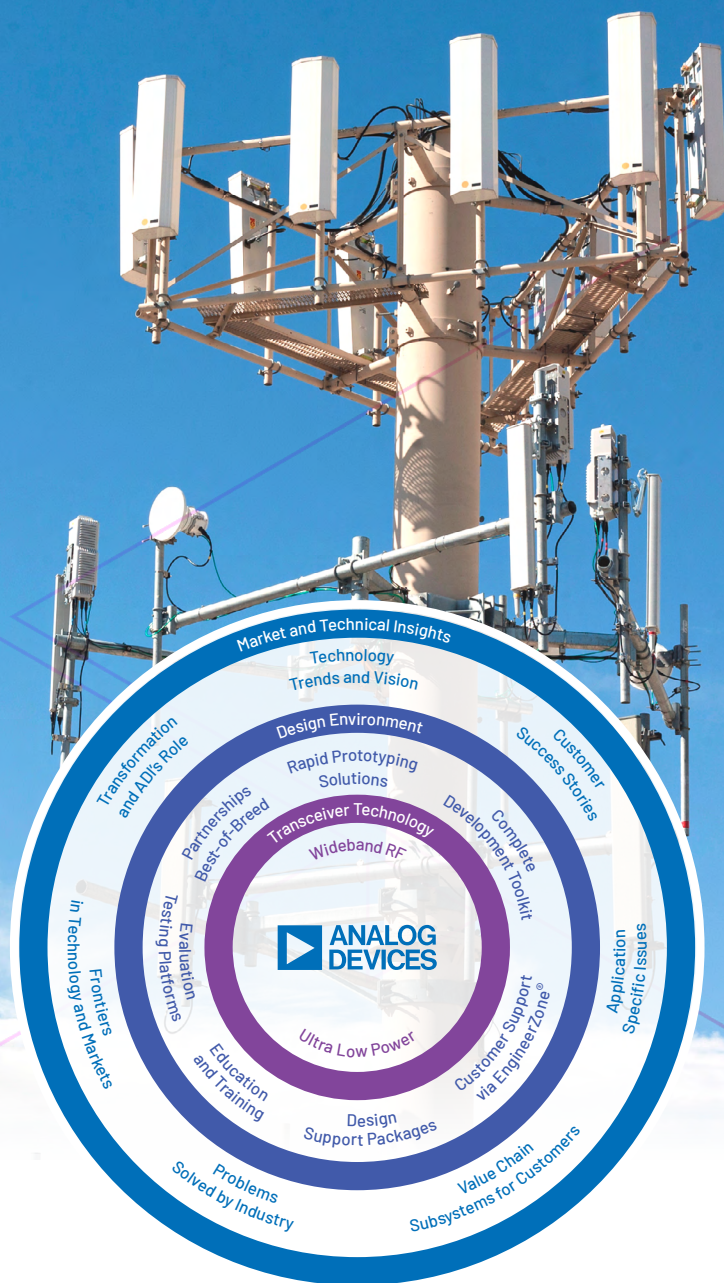 Market and Technical Insights
Technology
Trends and Vision
Transformation
and ADI's Role
Customer
Success Stories
Design Environment
Rapid Prototyping
Solutions
Partnerships
Best-of-Breed
Complete
Development Toolkit
Transceiver Technology
Wideband RF
ANALOG
DEVICES
Ultra Low Power
Evaluation
Testing Platforms
Customer Support
via EngineerZone®
Education
and Training
Design
Support Packages
Frontiers
in Technology and Markets
Application
Specific Issues
Problems
Solved by Industry
Value Chain
Subsystems for Customers